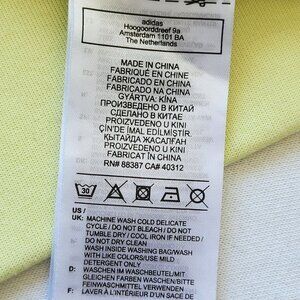 adidas
Hoogoorddreef 9a
Amsterdam 1101 BA
The Netherlands
MADE IN CHINA
FABRIQUÉ EN CHINE
FABRICADO EN CHINA
FABRICADO NA CHINA
GYÁRTVA: KÍNA
ПРОИЗВЕДЕНО В КИТАЙ
СДЕЛАНО В КИТАЕ
PROIZVEDENO U KINI
ÇİN'DE İMAL EDİLMİŞTİR.
ҚЫТАЙДА ЖАСАЛҒАН
PROIZVEDENO U KINI
FABRICAT ÎN CHINA
RN# 88387 CA# 40312
30
US /
UK: MACHINE WASH COLD DELICATE
CYCLE / DO NOT BLEACH / DO NOT
TUMBLE DRY / COOL IRON IF NEEDED /
DO NOT DRY CLEAN
WASH INSIDE WASHING BAG/WASH
WITH LIKE COLORS/USE MILD
DETERGENT ONLY
D: WASCHEN IM WASCHBEUTEL/MIT
GLEICHEN FARBEN WASCHEN/BITTE
FEINWASCHMITTEL VERWENDEN
F: LAVER À L'INTÉRIEUR D'UN SAC DE